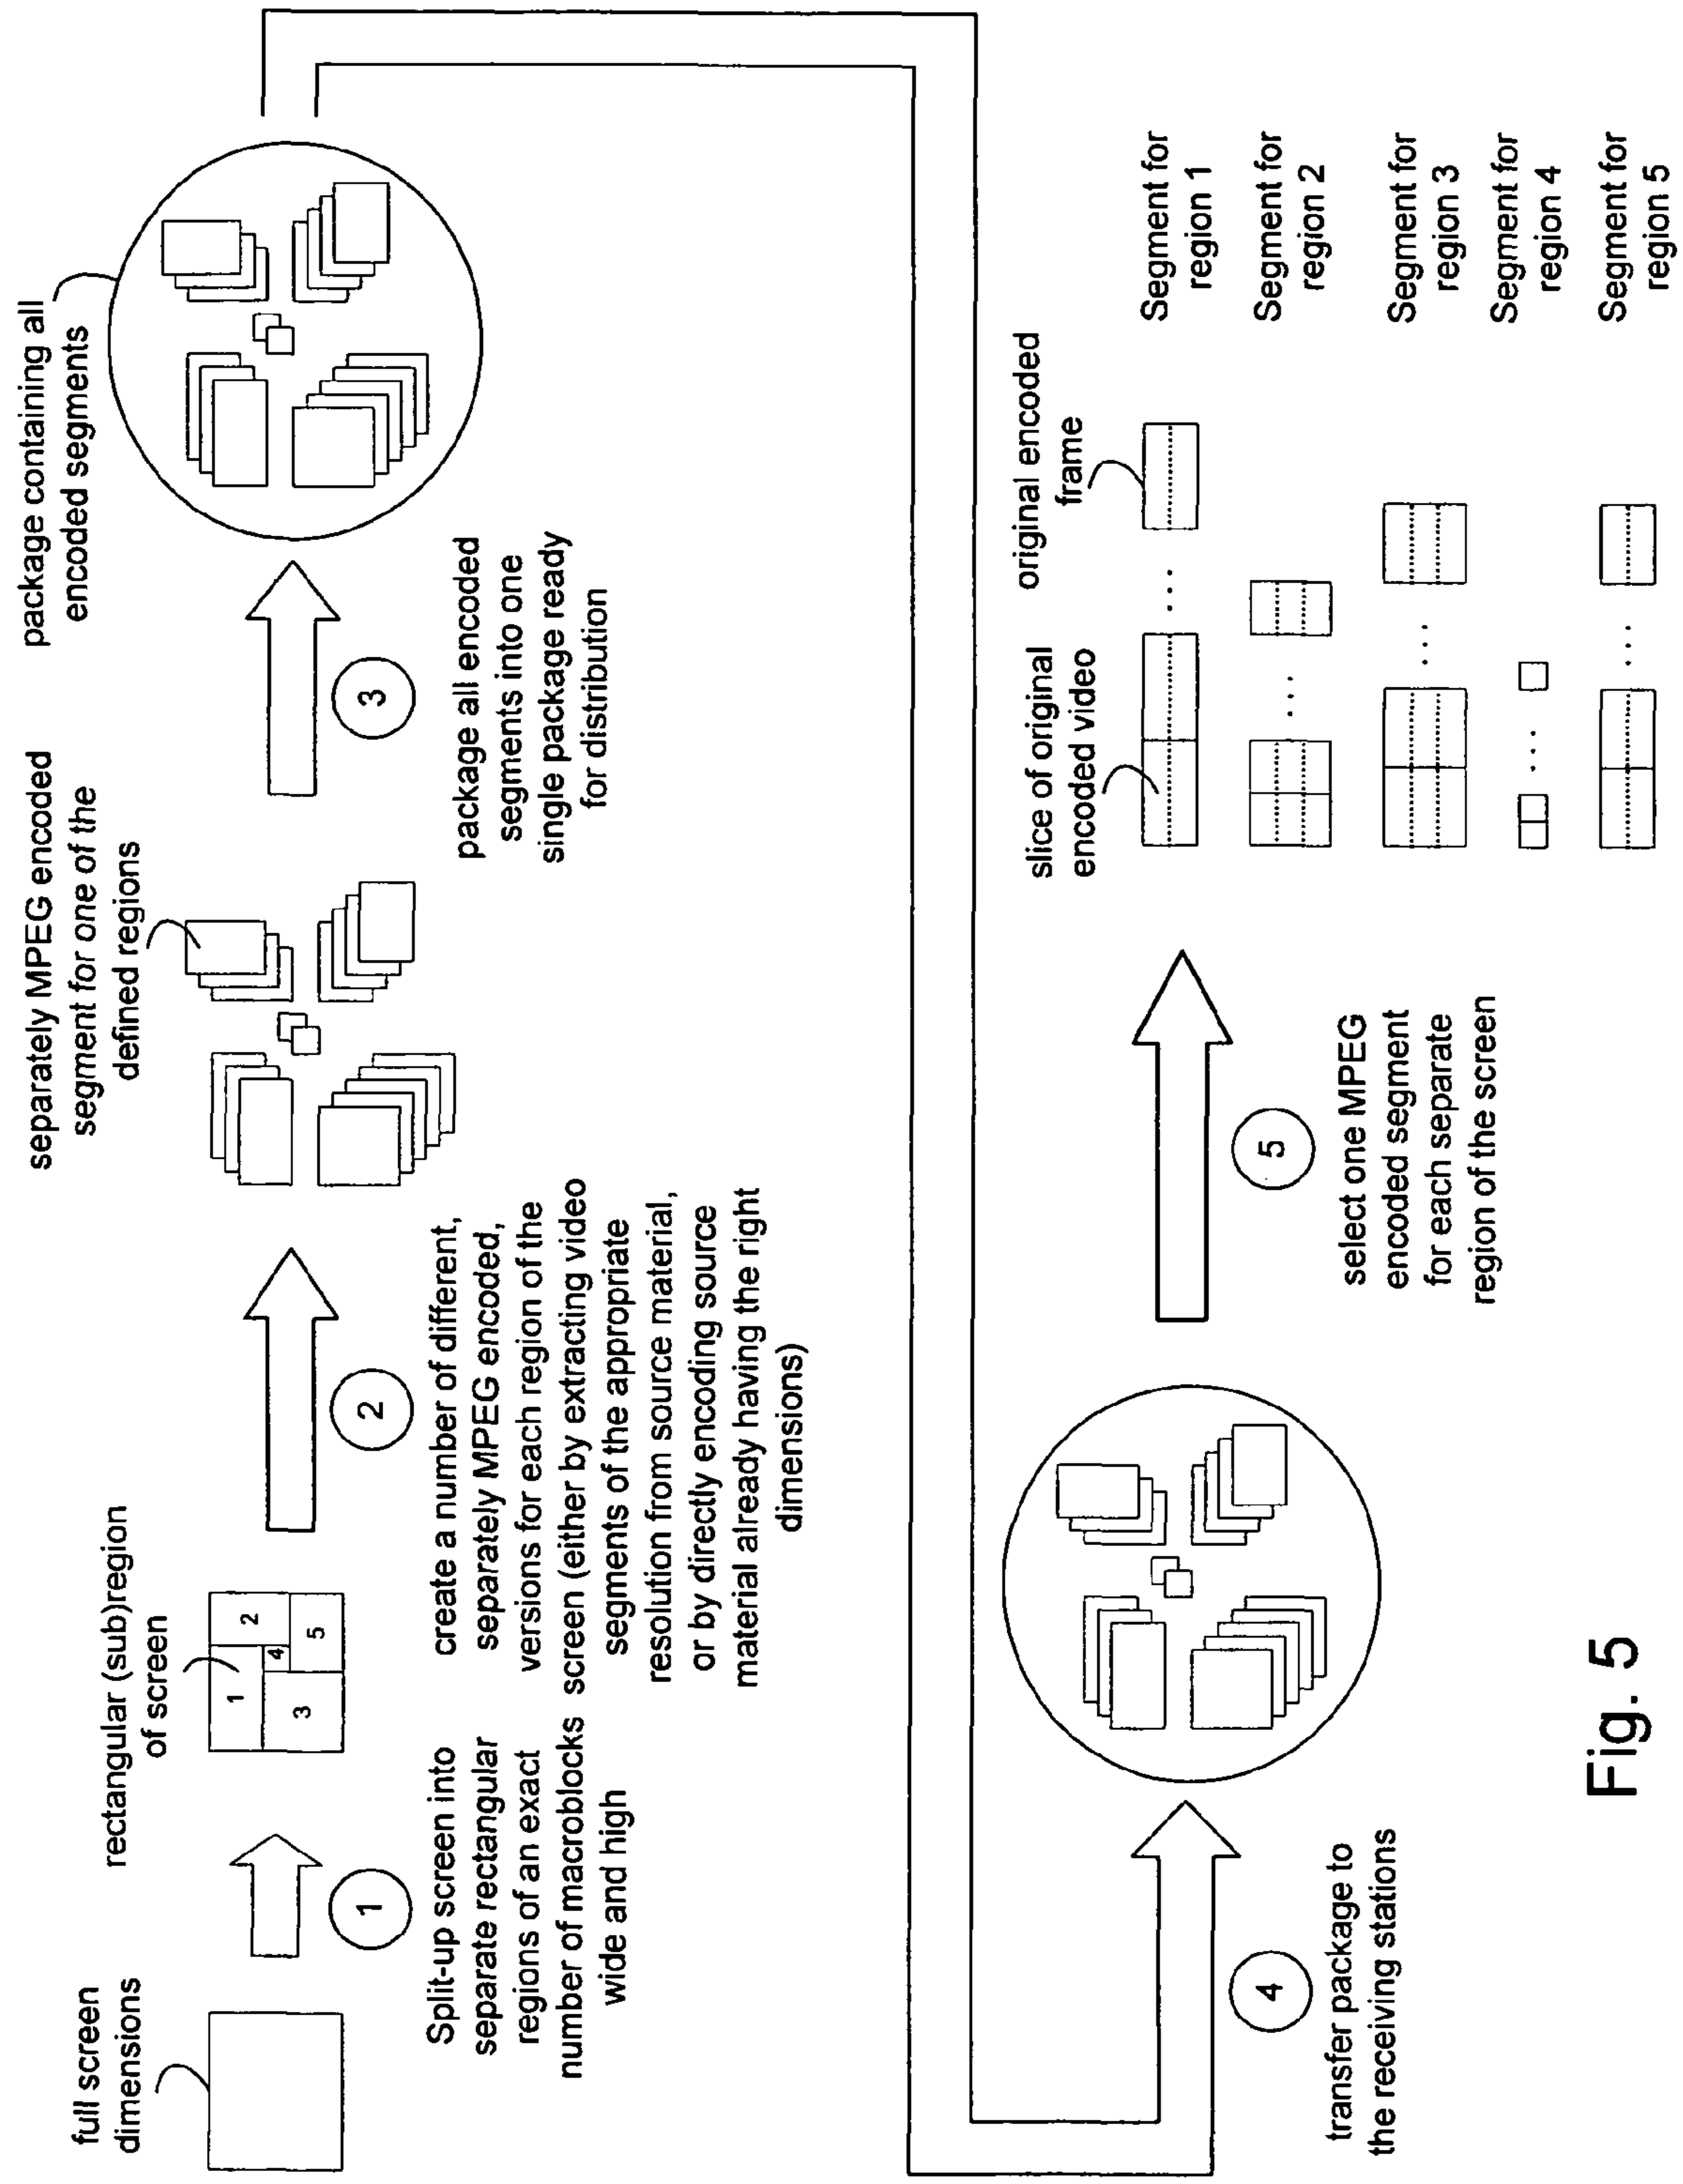 full screen
dimensions
1
Split-up screen into
separate rectangular
regions of an exact
number of macroblocks
wide and high
rectangular (sub)region
of screen
1
2
3
4
5
2
create a number of different,
separately MPEG encoded,
versions for each region of the
screen (either by extracting video
segments of the appropriate
resolution from source material,
or by directly encoding source
material already having the right
dimensions)
separately MPEG encoded
segment for one of the
defined regions
3
package all encoded
segments into one
single package ready
for distribution
package containing all
encoded segments
4
transfer package to
the receiving stations
5
select one MPEG
encoded segment
for each separate
region of the screen
slice of original
encoded video
original encoded
frame
Segment for
region 1
Segment for
region 2
Segment for
region 3
Segment for
region 4
Segment for
region 5
Fig. 5